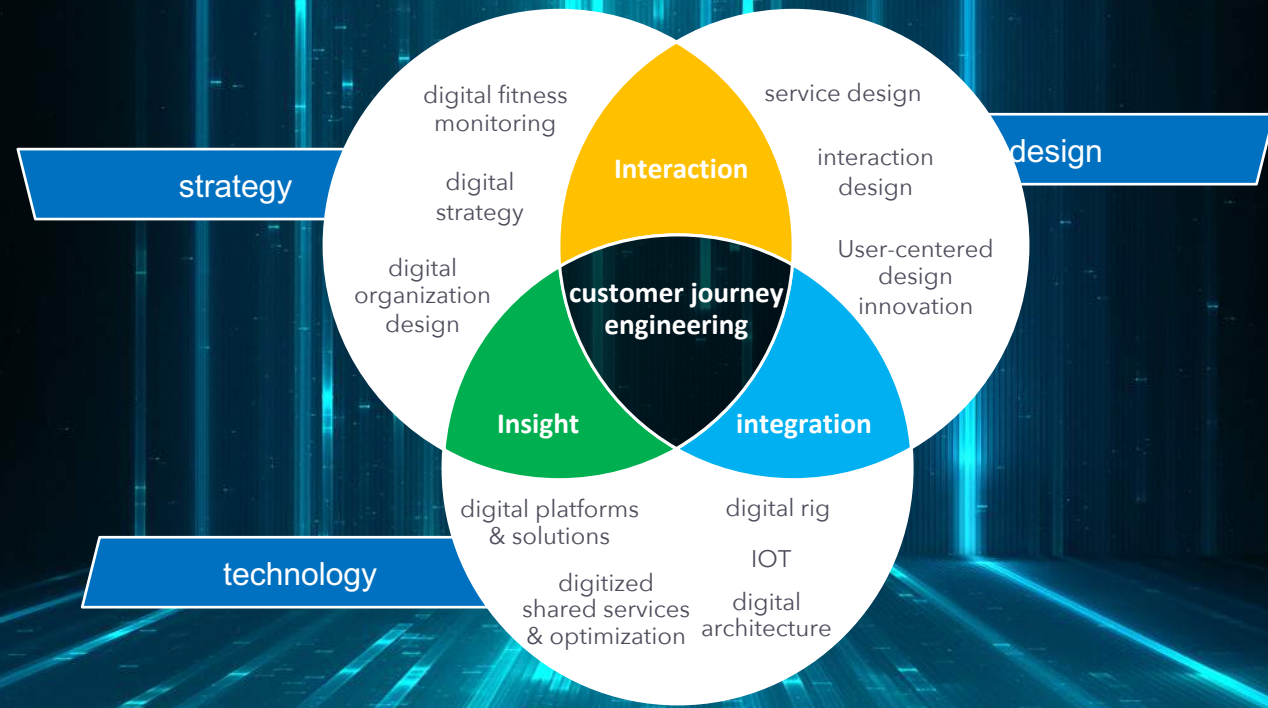 strategy
digital fitness
monitoring
digital
strategy
digital
organization
design
Interaction
service design
interaction
design
User-centered
design
innovation
design
customer journey
engineering
Insight
integration
technology
digital platforms
& solutions
digitized
shared services
& optimization
digital rig
IOT
digital
architecture